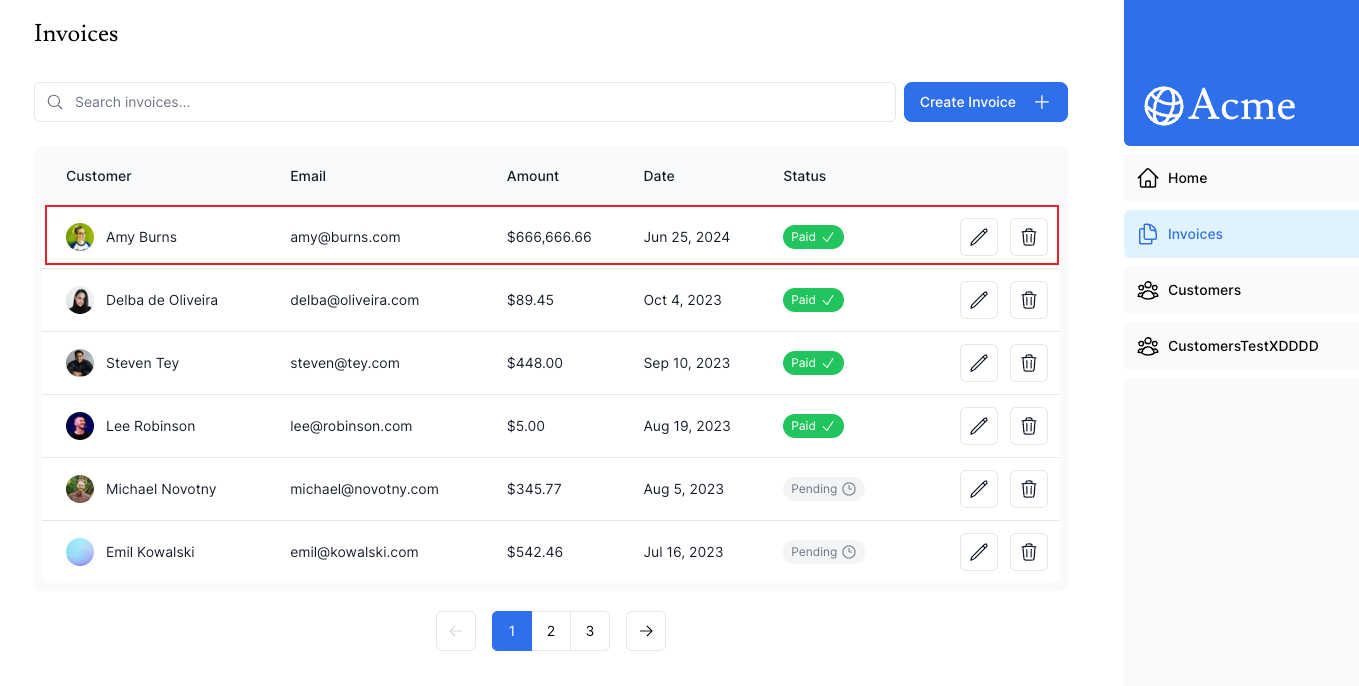 Invoices
Search invoices...
Create Invoice
Customer Email Amount Date Status
Amy Burns amy@burns.com $666,666.66 Jun 25, 2024 Paid
Delba de Oliveira delba@oliveira.com $89.45 Oct 4, 2023 Paid
Steven Tey steven@tey.com $448.00 Sep 10, 2023 Paid
Lee Robinson lee@robinson.com $5.00 Aug 19, 2023 Paid
Michael Novotny michael@novotny.com $345.77 Aug 5, 2023 Pending
Emil Kowalski emil@kowalski.com $542.46 Jul 16, 2023 Pending
1 2 3
Acme
Home
Invoices
Customers
CustomersTestXDDDD